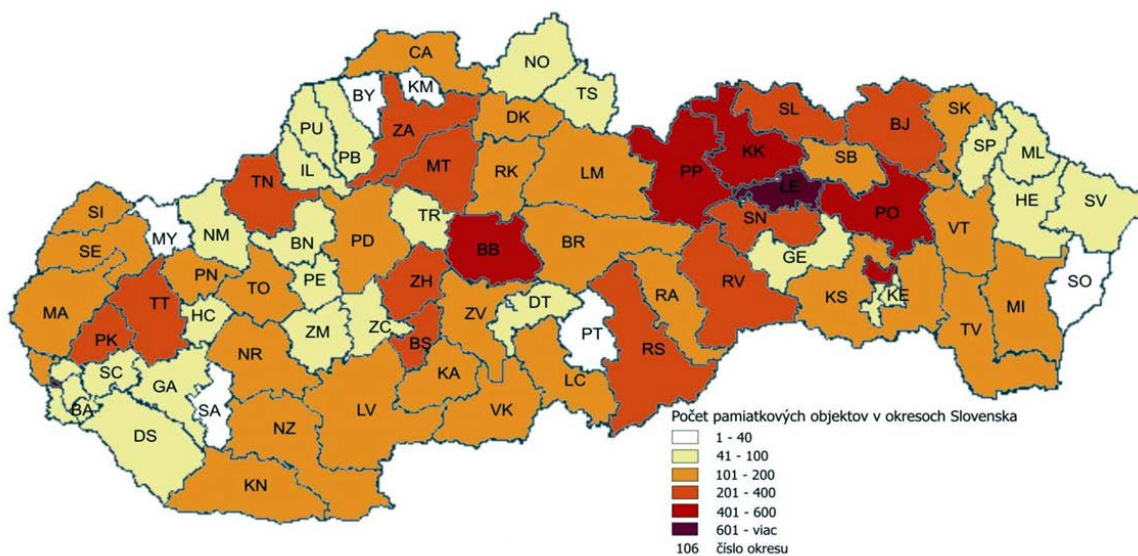 CA
NO
BY
KM
TS
PU
ZA
DK
SL
BJ
SK
SP
ML
PB
IL
MT
RK
LM
PP
KK
SB
HE
SV
TN
LE
PO
SI
MY
NM
TR
SN
VT
SE
BN
PD
BB
BR
GE
SO
PN
TO
PE
ZH
RV
RA
KS
KE
MA
TT
HC
ZM
ZC
ZV
DT
PT
MI
PK
BŠ
RS
TV
SC
GA
NR
KA
LC
BA
SA
LV
VK
DS
NZ
KN
Počet pamiatkových objektov v okresoch Slovenska
1 - 40
41 - 100
101 - 200
201 - 400
401 - 600
601 - viac
106 číslo okresu